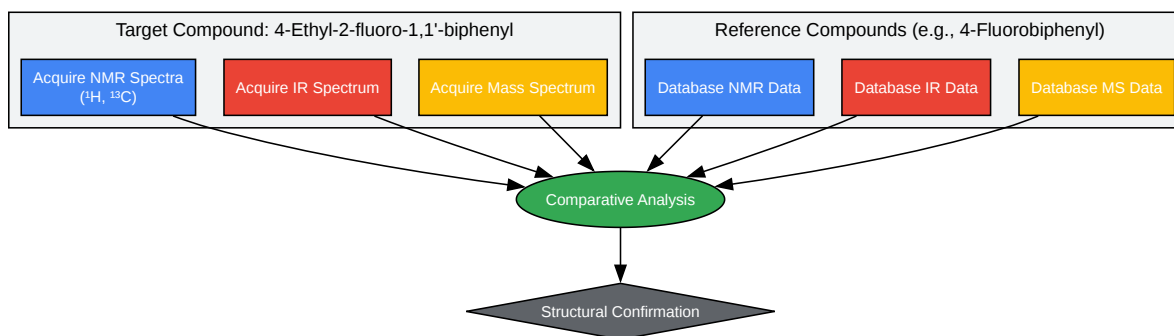 Target Compound: 4-Ethyl-2-fluoro-1,1'-biphenyl
Reference Compounds (e.g., 4-Fluorobiphenyl)
Acquire NMR Spectra
(¹H, ¹³C)
Acquire IR Spectrum
Acquire Mass Spectrum
Database NMR Data
Database IR Data
Database MS Data
Comparative Analysis
Structural Confirmation